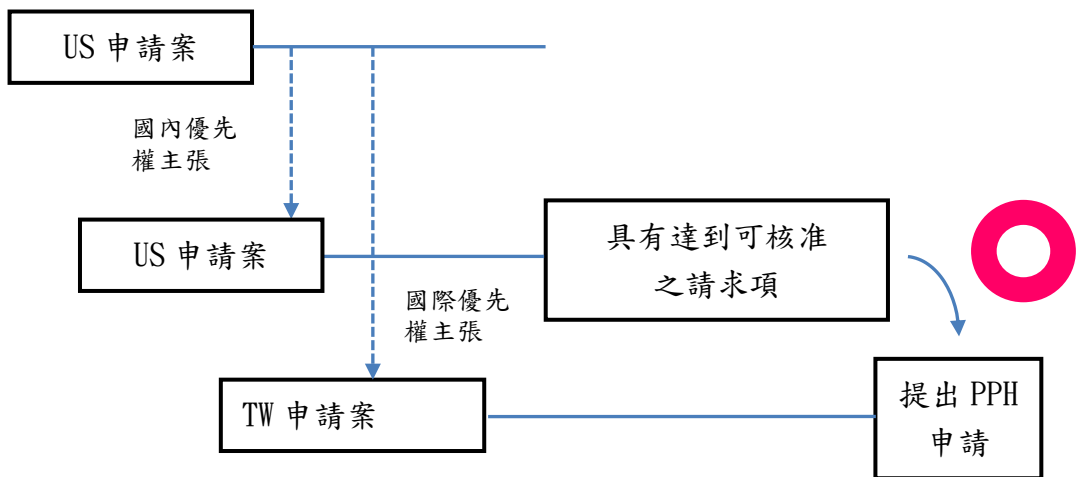 US 申請案
國內優先
權主張
US 申請案
具有達到可核准
之請求項
國際優先
權主張
TW 申請案
提出 PPH
申請